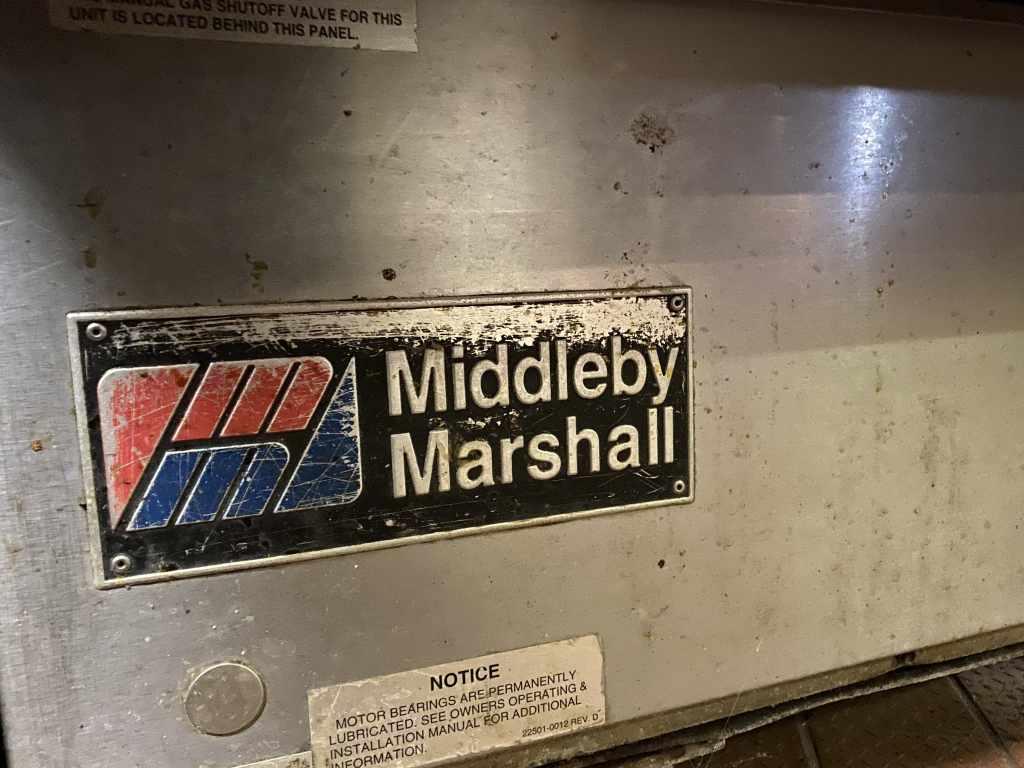 MANUAL GAS SHUTOFF VALVE FOR THIS
UNIT IS LOCATED BEHIND THIS PANEL.
Middleby
Marshall
NOTICE
MOTOR BEARINGS ARE PERMANENTLY
LUBRICATED. SEE OWNERS OPERATING &
INSTALLATION MANUAL FOR ADDITIONAL
INFORMATION.
22501-0012 REV. D